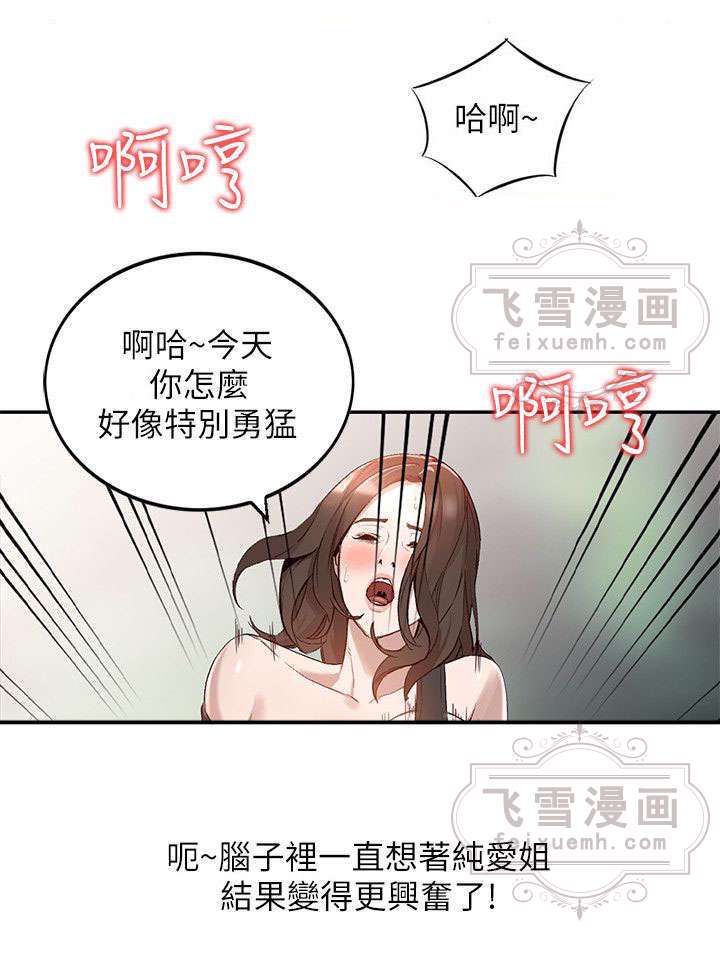 哈啊~
啊哼
飞雪漫画
feixuemh.com
啊哈~今天
你怎麼
好像特別勇猛
啊哼
飞雪漫画
feixuemh.com
呃~腦子裡一直想著純愛姐
結果變得更興奮了!